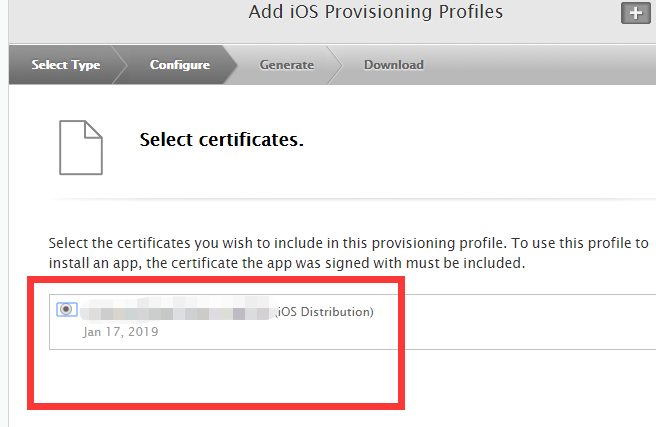 Add iOS Provisioning Profiles
Select Type Configure Generate Download
Select certificates.
Select the certificates you wish to include in this provisioning profile. To use this profile to
install an app, the certificate the app was signed with must be included.
iOS Distribution)
Jan 17, 2019